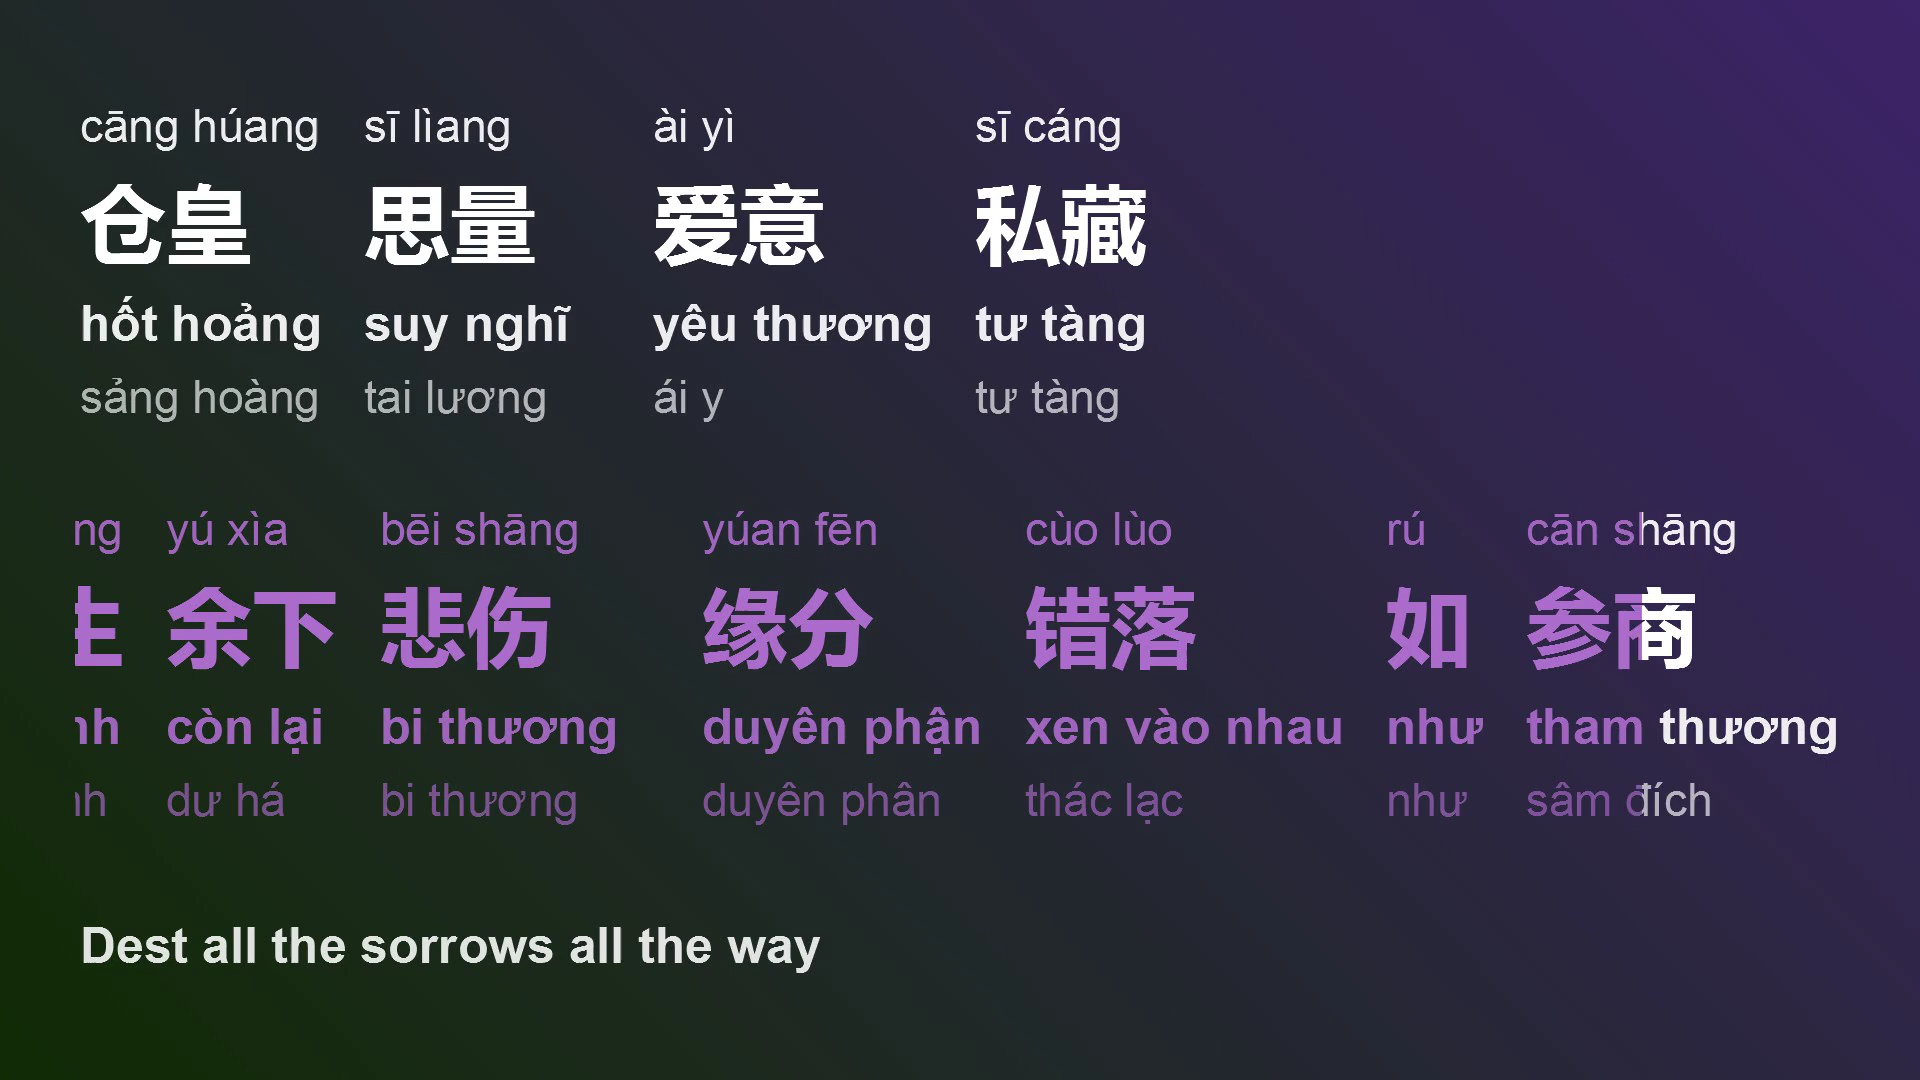 cāng húang sī lìang ài yì sī cáng
仓皇 思量 爱意 私藏
hốt hoảng suy nghĩ yêu thương tư tàng
sảng hoàng tai lương ái y tư tàng
ng yú xìa bēi shāng yúan fēn cùo lùo rú cān shāng
生 余下 悲伤 缘分 错落 如 参商
nh còn lại bi thương duyên phận xen vào nhau như tham thương
nh dư há bi thương duyên phân thác lạc như sâm đích
Dest all the sorrows all the way